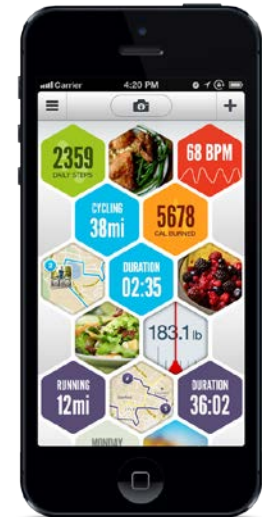 Carrier 4:20 PM
2359
DAILY STEPS
68 BPM
CYCLING
38mi
5678
CAL BURNED
DURATION
02:35
183.1 lb
RUNNING
12mi
DURATION
36:02
MONDAY